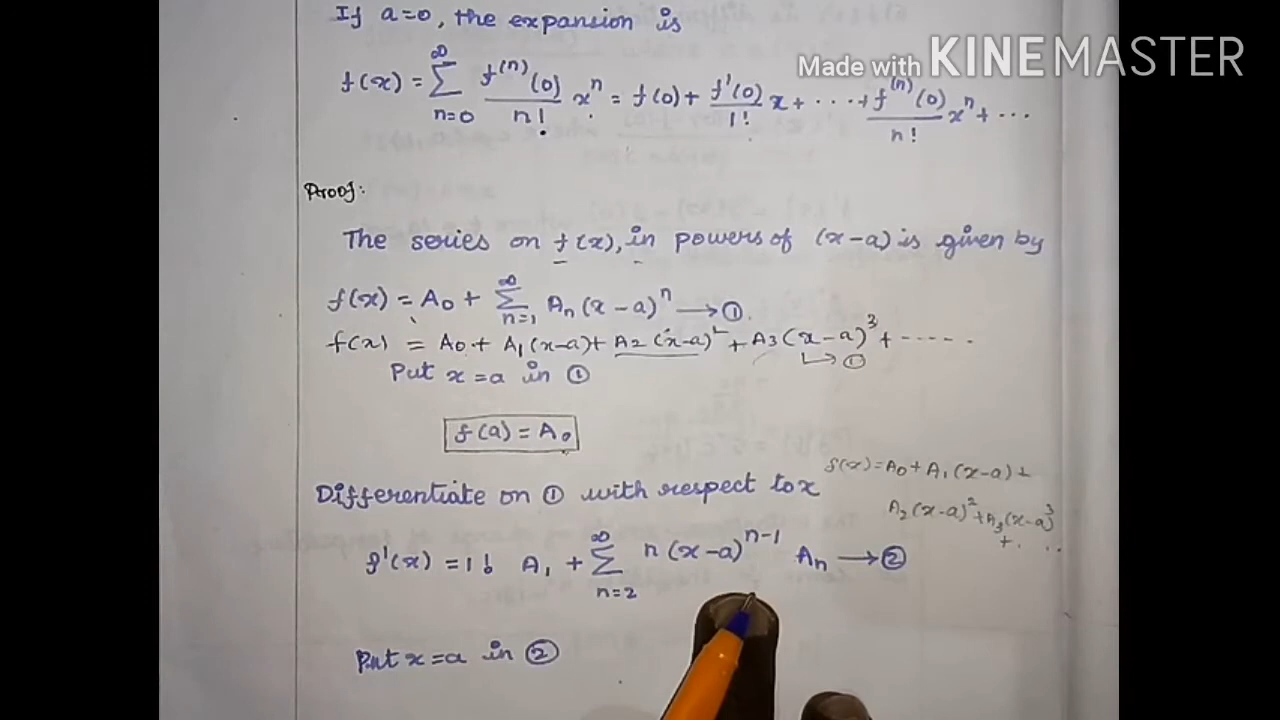 If a=0, the expansion is
Made with KINEMASTER
f(x) = ∑_{n=0}^{∞} f^{(n)}(0)/n! x^n = f(0) + f'(0)/1! x + ... + f^{(n)}(0)/n! x^n + ...
Proof:
The series on f(x), in powers of (x-a) is given by
f(x) = A₀ + ∑_{n=1}^{∞} Aₙ(x-a)^n → ①
f(x) = A₀ + A₁(x-a) + A₂(x-a)² + A₃(x-a)³ + .....
→ ①
Put x=a in ①
f(a) = A₀
f(x) = A₀ + A₁(x-a) +
Differentiate on ① with respect to x
A₂(x-a)² + A₃(x-a)³
+ ...
f'(x) = 1! A₁ + ∑_{n=2}^{∞} n(x-a)^{n-1} Aₙ → ②
Put x=a in ②